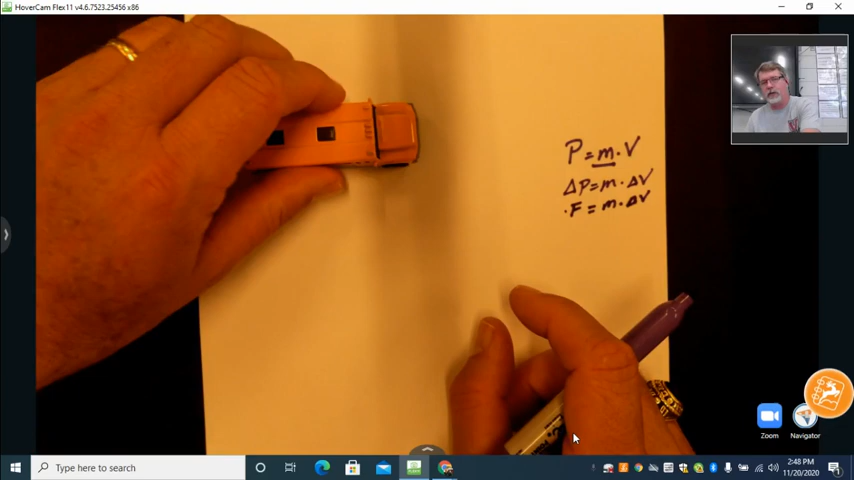 HoverCam Flex11 v4.6.7523.25456 x86
P = m · V
ΔP = m · ΔV
· F = m · ΔV
Zoom
Navigator
Type here to search
2:48 PM
11/20/2020